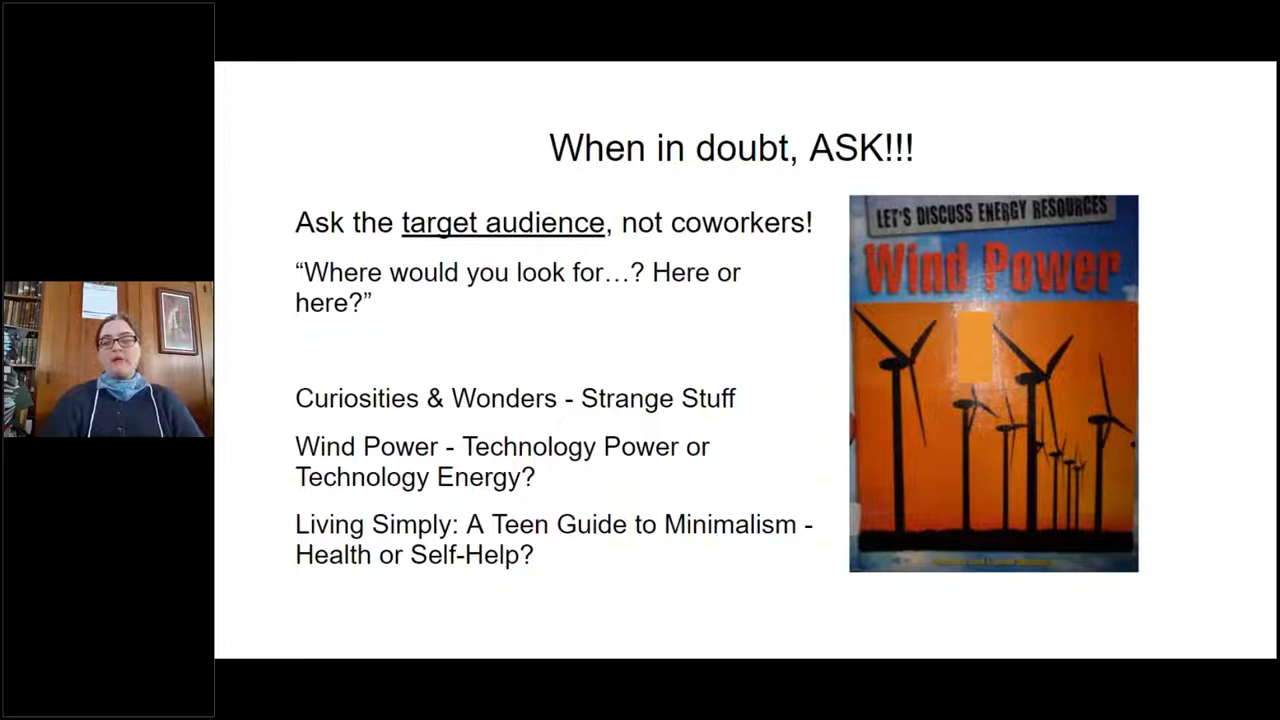 When in doubt, ASK!!!
Ask the target audience, not coworkers!
“Where would you look for…? Here or
here?”
Curiosities & Wonders - Strange Stuff
Wind Power - Technology Power or
Technology Energy?
Living Simply: A Teen Guide to Minimalism -
Health or Self-Help?
LET'S DISCUSS ENERGY RESOURCES
Wind Power